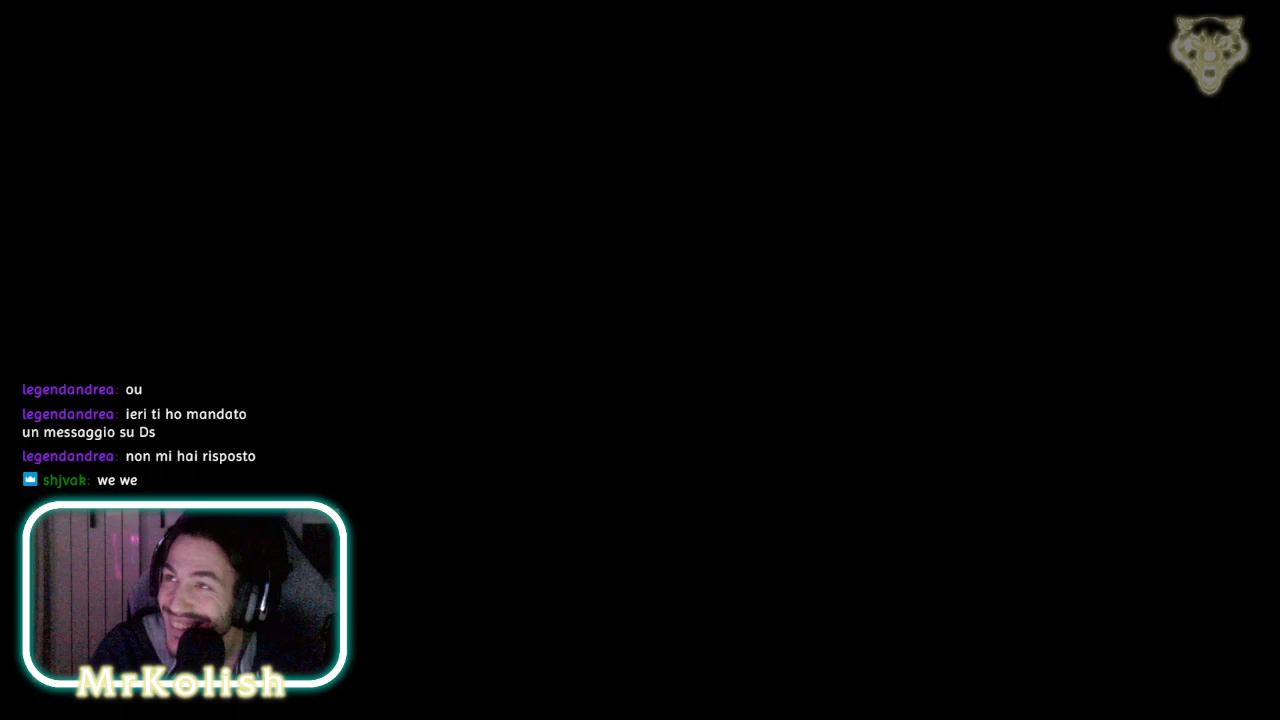 legendandrea: ou
legendandrea: ieri ti ho mandato
un messaggio su Ds
legendandrea: non mi hai risposto
shjvak: we we
MrKolish